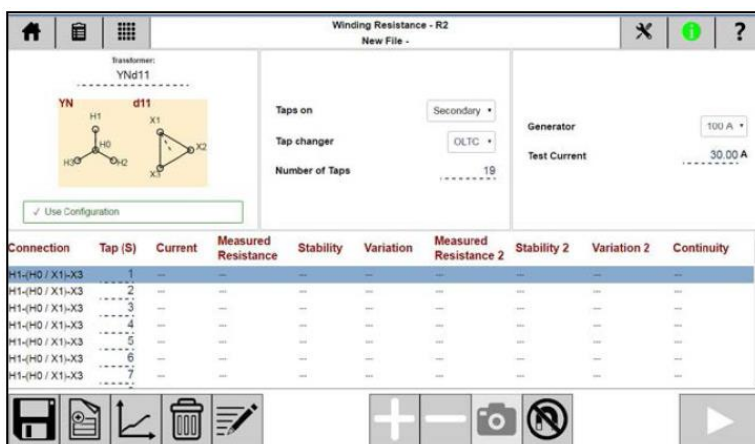 Winding Resistance - R2
New File -
i
?
Transformer:
YNd11
YN d11
H1
H0
H3
H2
X1
X2
X3
✓ Use Configuration
Taps on Secondary
Tap changer OLTC
Number of Taps 19
Generator 100 A
Test Current 30.00 A
Connection Tap (S) Current Measured Resistance Stability Variation Measured Resistance 2 Stability 2 Variation 2 Continuity
H1-(H0 / X1)-X3 1 --- --- --- --- --- --- --- ---
H1-(H0 / X1)-X3 2 --- --- --- --- --- --- --- ---
H1-(H0 / X1)-X3 3 --- --- --- --- --- --- --- ---
H1-(H0 / X1)-X3 4 --- --- --- --- --- --- --- ---
H1-(H0 / X1)-X3 5 --- --- --- --- --- --- --- ---
H1-(H0 / X1)-X3 6 --- --- --- --- --- --- --- ---
H1-(H0 / X1)-X3 7 --- --- --- --- --- --- --- ---